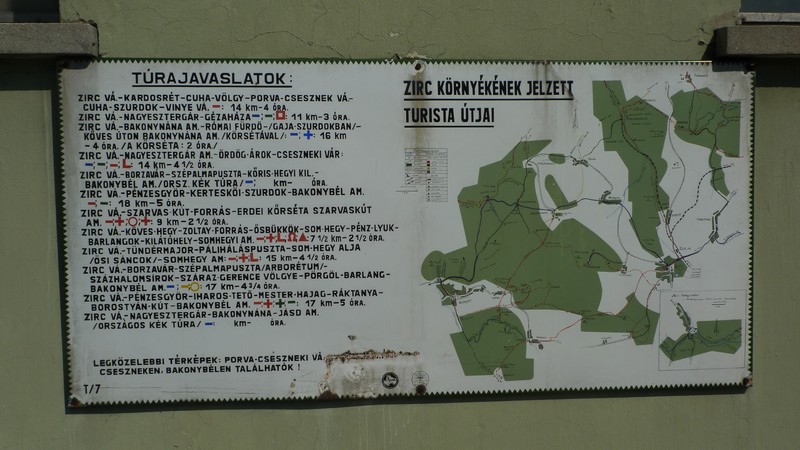 TÚRAJAVASLATOK:
ZIRC VÁ.-KARDOSRÉT-CUHA-VÖLGY-PORVA-CSESZNEK VÁ.-
CUHA-SZURDOK-VINYE VÁ. : 14 km-4 ÓRA.
ZIRC VÁ.-NAGYESZTERGÁR-GÉZAHÁZA : 11 km-3 ÓRA.
ZIRC VÁ.-NAGYESZTERGÁR-BAKONYNÁNA AM.-RÓMAI FÜRDŐ-/GAJA-SZURDOKBAN/-
KÖVES ÚTON BAKONYNÁNA AM./KÖRSÉTÁVAL/: 16 km
-4 ÓRA./A KÖRSÉTA: 2 ÓRA/
ZIRC VÁ.-NAGYESZTERGÁR AM.-ÖRDÖG-ÁROK-CSESZNEKI VÁR:
: 14 km-4 1/2 ÓRA.
ZIRC VÁ.-BORZAVÁR-SZÉPALMAPUSZTA-KŐRIS-HEGYI KIL.-
BAKONYBÉL AM./ORSZ. KÉK TÚRA/ : km- ÓRA.
ZIRC VÁ.-PÉNZESGYŐR-KERTESKŐI-SZURDOK-BAKONYBÉL AM.
: 18 km-5 ÓRA.
ZIRC VÁ.-SZARVAS-KÚT-FORRÁS-ERDEI KÖRSÉTA SZARVASKÚT
AM. : 9 km-2 1/2 ÓRA.
ZIRC VÁ.-KÖVES-HEGY-ZOLTAY-FORRÁS-ŐSBÜKKÖK-SOM-HEGY-PÉNZ-LYUK-
BARLANGOK-KILÁTÓHELY-SOMHEGYI AM. 7 1/2 km-2 1/2 ÓRA.
ZIRC VÁ.-TÜNDÉRMAJOR-PÁLIHÁLÁSPUSZTA-SOM-HEGY ALJA
/ŐSI SÁNCOK/-SOMHEGY AM. : 15 km-4 1/2 ÓRA.
ZIRC VÁ.-BORZAVÁR-SZÉPALMAPUSZTA/ARBORÉTUM/-
SZÁZHALOMSÍROK-SZÁRAZ GERENCE VÖLGYE-PÖRGÖL-BARLANG-
BAKONYBÉL AM. : 17 km-4 3/4 ÓRA.
ZIRC VÁ.-PÉNZESGYŐR-IHAROS-TETŐ-MESTER-HAJAG-RÁKTANYA-
BOROSTYÁN-KÚT-BAKONYBÉL AM. : 17 km-5 ÓRA.
ZIRC VÁ.-NAGYESZTERGÁR-BAKONYNÁNA-JÁSD AM.
/ORSZÁGOS KÉK TÚRA/ : km- ÓRA.
LEGKÖZELEBBI TÉRKÉPEK: PORVA-CSESZNEKI VÁ.
CSESZNEKEN, BAKONYBÉLEN TALÁLHATÓK!
T/7
ZIRC KÖRNYÉKÉNEK JELZETT
TURISTA ÚTJAI